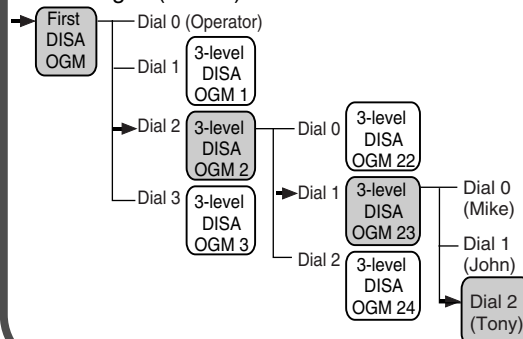 First
DISA
OGM
Dial 0 (Operator)
Dial 1
3-level
DISA
OGM 1
Dial 2
3-level
DISA
OGM 2
Dial 3
3-level
DISA
OGM 3
Dial 0
3-level
DISA
OGM 22
Dial 1
3-level
DISA
OGM 23
Dial 2
3-level
DISA
OGM 24
Dial 0
(Mike)
Dial 1
(John)
Dial 2
(Tony)